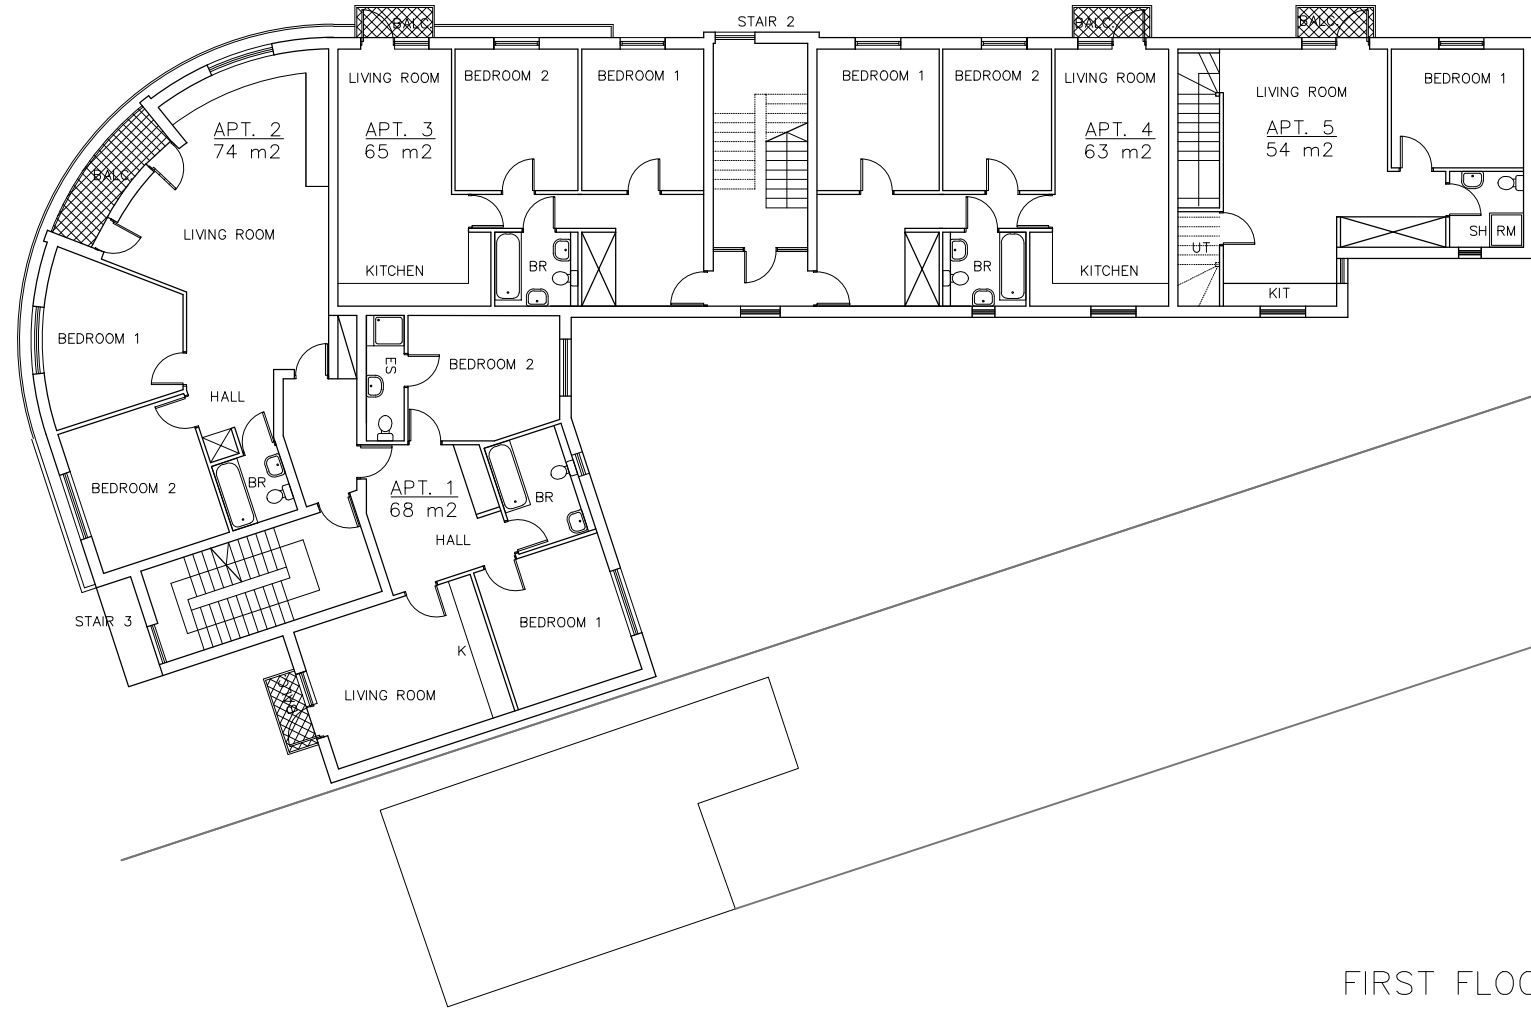 BALC.
STAIR 2
BALC.
BALC.
LIVING ROOM
BEDROOM 2
BEDROOM 1
BEDROOM 1
BEDROOM 2
LIVING ROOM
LIVING ROOM
BEDROOM 1
APT. 2
74 m2
APT. 3
65 m2
APT. 4
63 m2
APT. 5
54 m2
BALC.
LIVING ROOM
KITCHEN
BR
BR
KITCHEN
UT
SH RM
KIT
BEDROOM 1
ES
BEDROOM 2
HALL
BEDROOM 2
BR
APT. 1
68 m2
BR
HALL
STAIR 3
BEDROOM 1
K
LIVING ROOM
FIRST FLOO